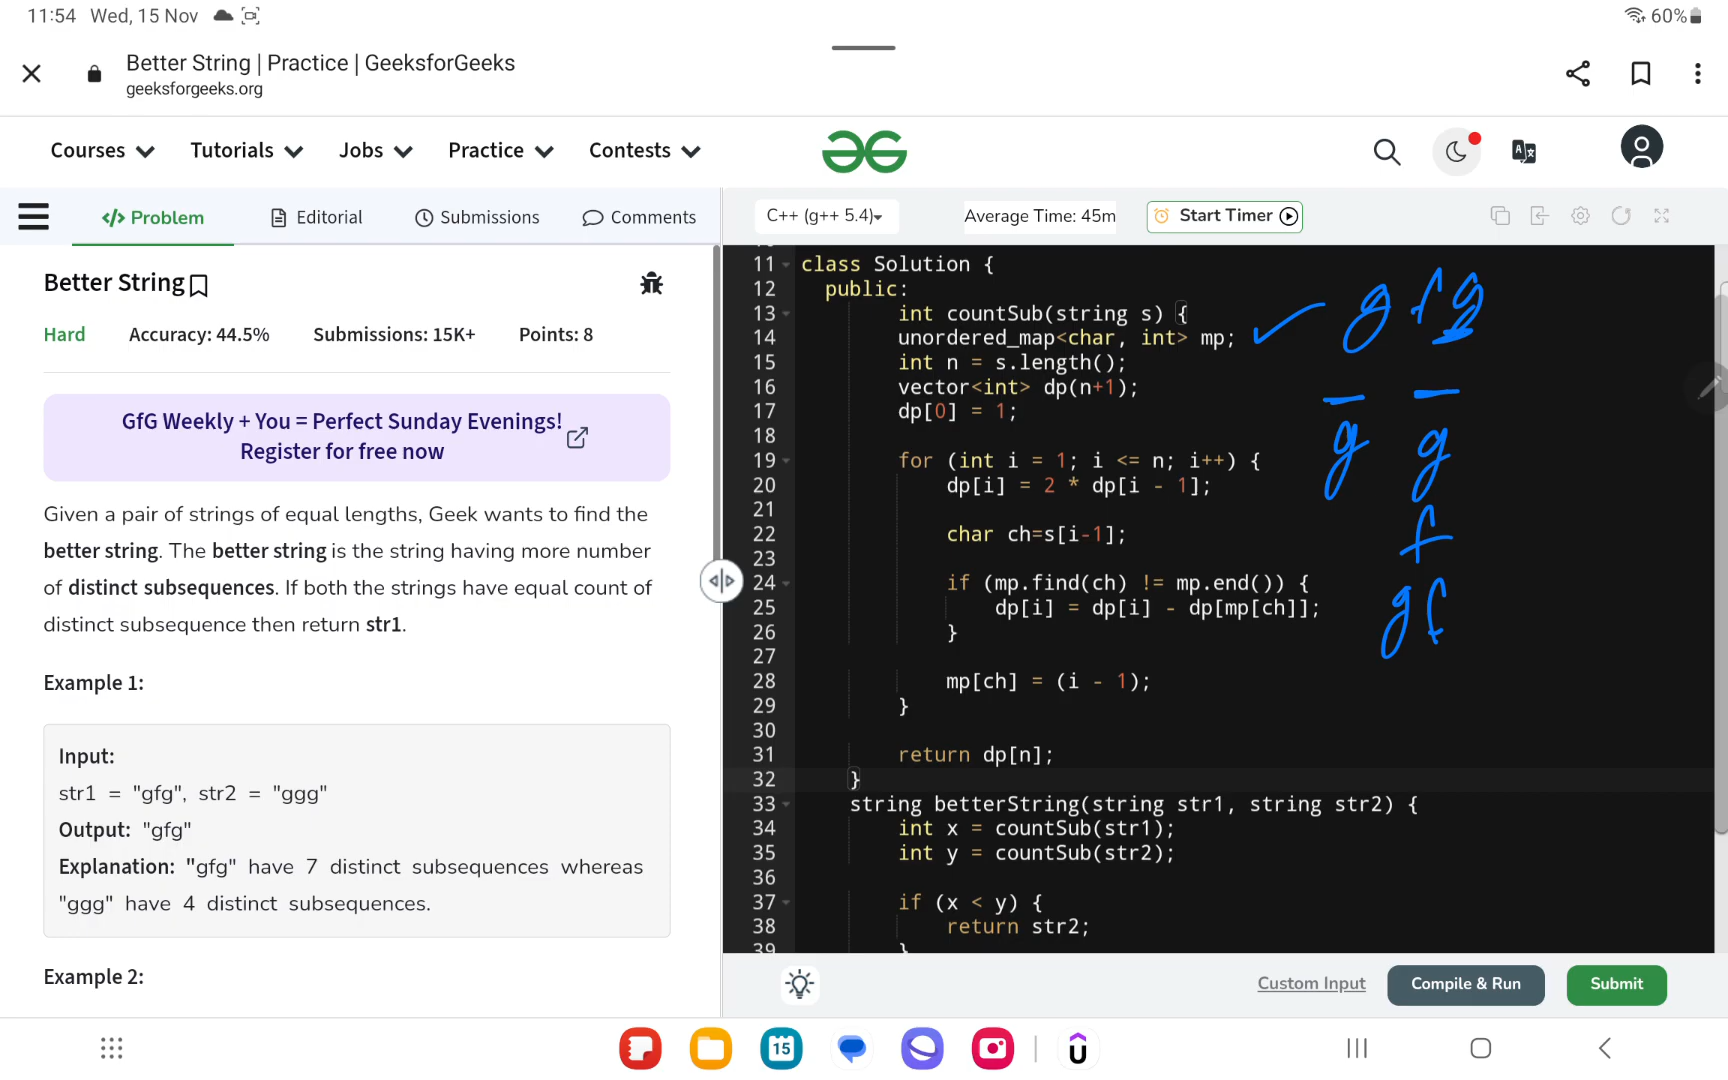 11:54 Wed, 15 Nov 60%
Better String | Practice | GeeksforGeeks
geeksforgeeks.org
Courses Tutorials Jobs Practice Contests
</> Problem Editorial Submissions Comments
C++ (g++ 5.4) Average Time: 45m Start Timer
Better String
Hard Accuracy: 44.5% Submissions: 15K+ Points: 8
GfG Weekly + You = Perfect Sunday Evenings!
Register for free now
Given a pair of strings of equal lengths, Geek wants to find the
better string. The better string is the string having more number
of distinct subsequences. If both the strings have equal count of
distinct subsequence then return str1.
Example 1:
Input:
str1 = "gfg", str2 = "ggg"
Output: "gfg"
Explanation: "gfg" have 7 distinct subsequences whereas
"ggg" have 4 distinct subsequences.
Example 2:
11 class Solution {
12 public:
13 int countSub(string s) {
14 unordered_map<char, int> mp;
15 int n = s.length();
16 vector<int> dp(n+1);
17 dp[0] = 1;
18
19 for (int i = 1; i <= n; i++) {
20 dp[i] = 2 * dp[i - 1];
21
22 char ch=s[i-1];
23
24 if (mp.find(ch) != mp.end()) {
25 dp[i] = dp[i] - dp[mp[ch]];
26 }
27
28 mp[ch] = (i - 1);
29 }
30
31 return dp[n];
32 }
33 string betterString(string str1, string str2) {
34 int x = countSub(str1);
35 int y = countSub(str2);
36
37 if (x < y) {
38 return str2;
39 }
g f g
g g
f
gf
Custom Input Compile & Run Submit
15